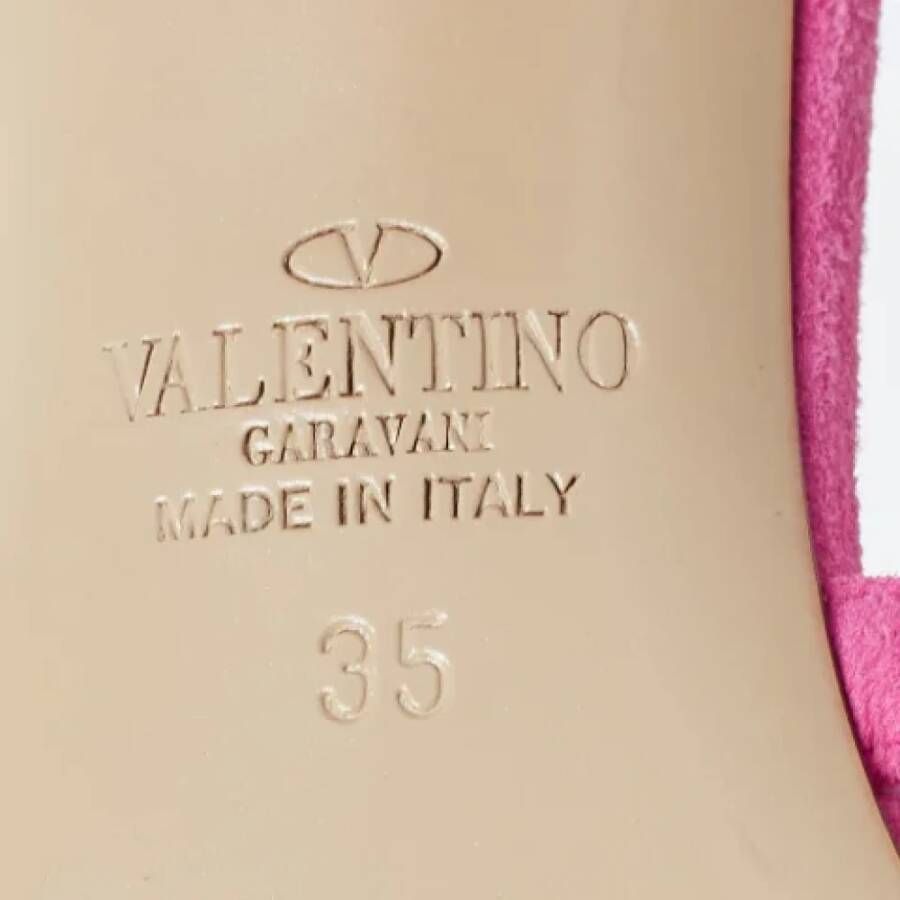 V
VALENTINO
GARAVANI
MADE IN ITALY
35